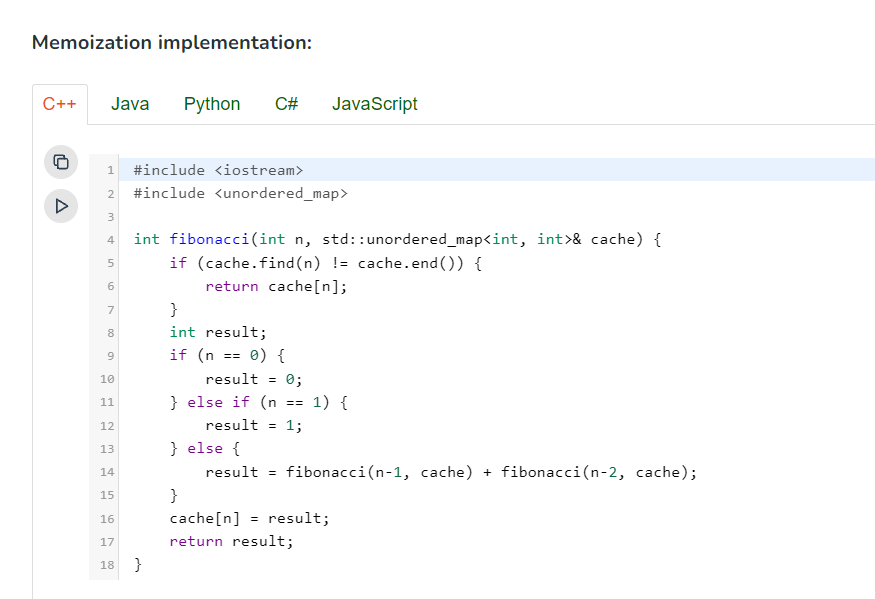 Memoization implementation:
C++ Java Python C# JavaScript
1 #include <iostream>
2 #include <unordered_map>
3
4 int fibonacci(int n, std::unordered_map<int, int>& cache) {
5     if (cache.find(n) != cache.end()) {
6         return cache[n];
7     }
8     int result;
9     if (n == 0) {
10         result = 0;
11     } else if (n == 1) {
12         result = 1;
13     } else {
14         result = fibonacci(n-1, cache) + fibonacci(n-2, cache);
15     }
16     cache[n] = result;
17     return result;
18 }